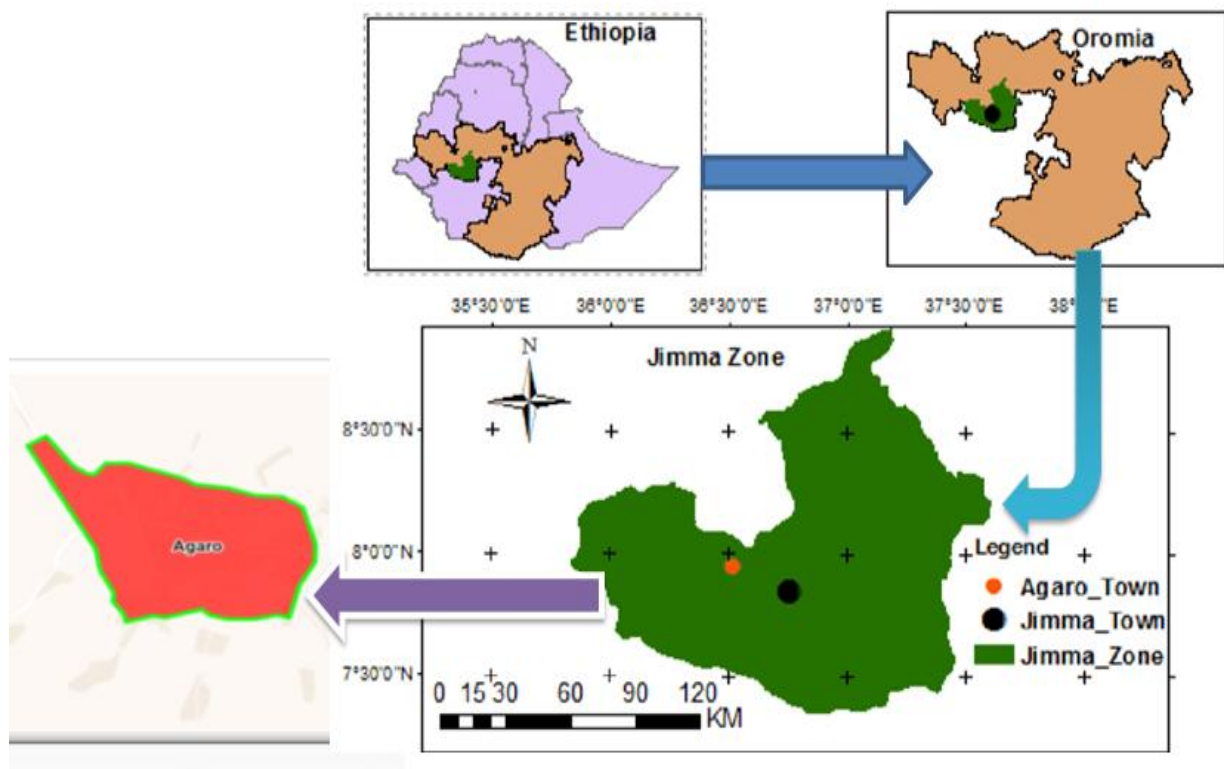 Ethiopia
Oromia
35°30'0"E 36°0'0"E 36°30'0"E 37°0'0"E 37°30'0"E
Jimma Zone
N
8°30'0"N
8°0'0"N
7°30'0"N
Agaro
Legend
Agaro_Town
Jimma_Town
Jimma_Zone
0 15 30 60 90 120
KM